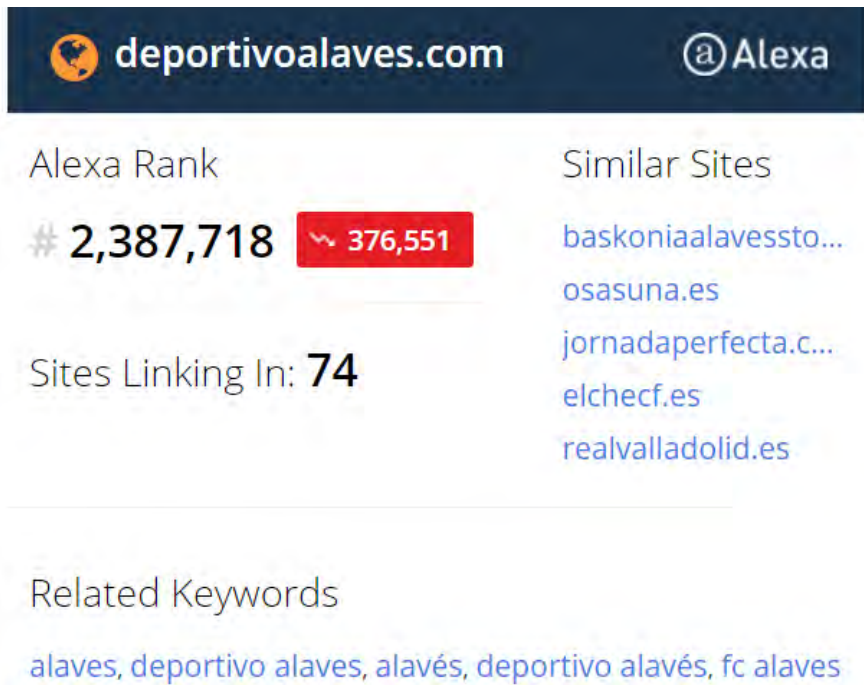 deportivoalaves.com
@Alexa
Alexa Rank
# 2,387,718 376,551
Sites Linking In: 74
Similar Sites
baskoniaalavessto...
osasuna.es
jornadaperfecta.c...
elchecf.es
realvalladolid.es
Related Keywords
alaves, deportivo alaves, alavés, deportivo alavés, fc alaves